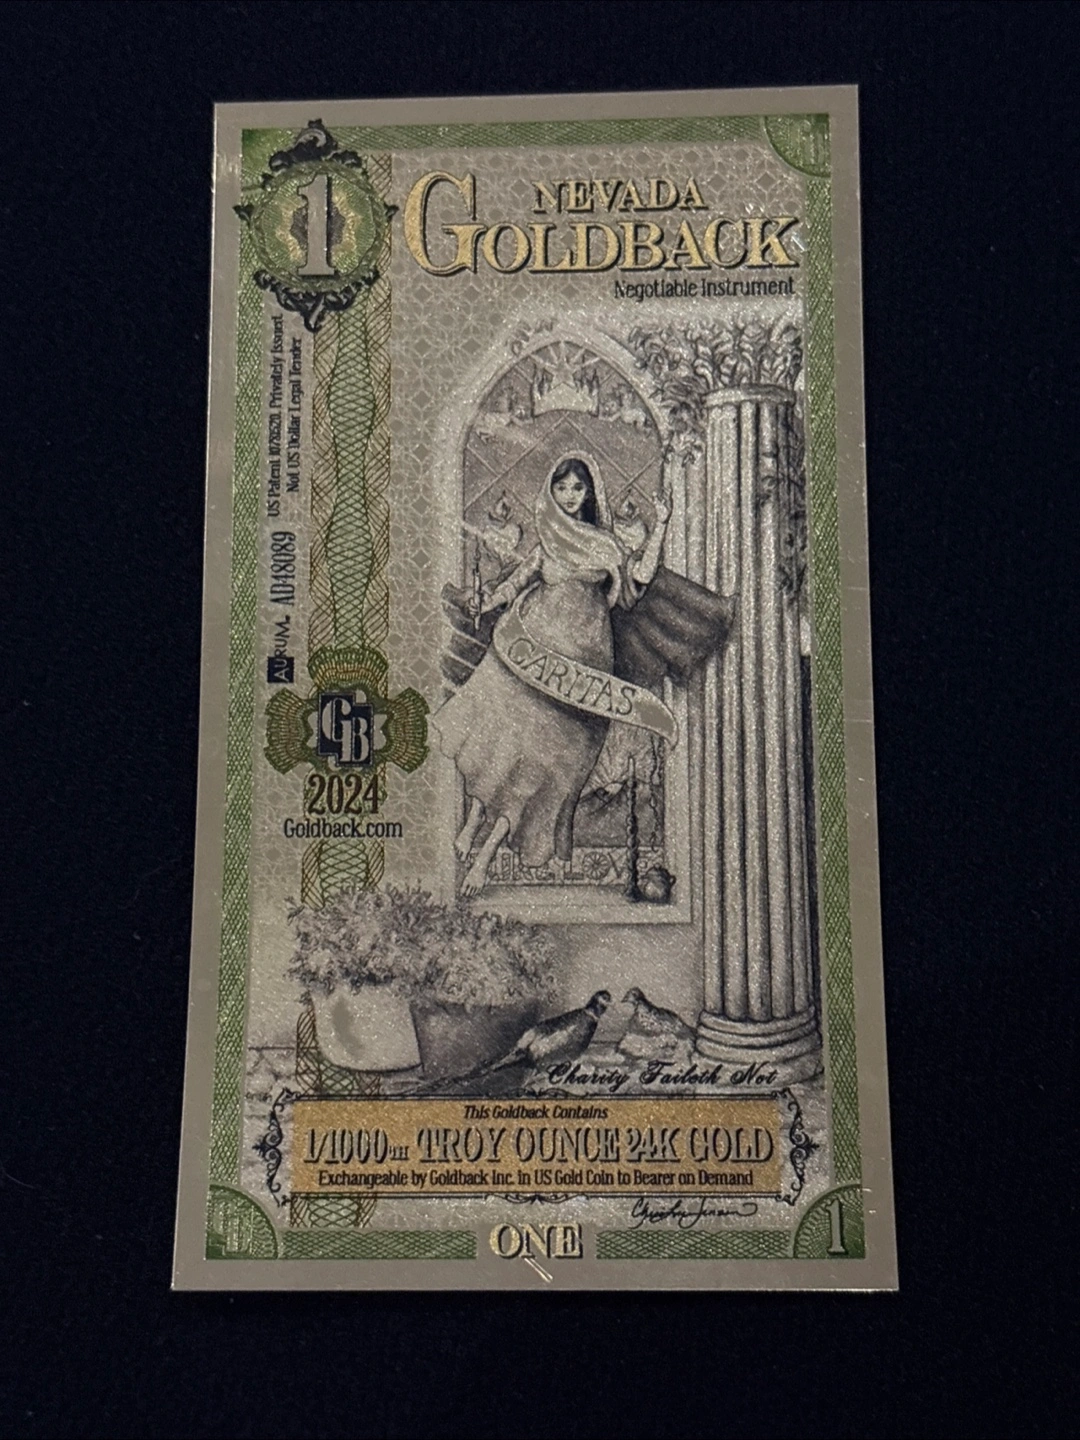 1
NEVADA
GOLDBACK
Negotiable Instrument
US Patent 10782520. Privately Issued.
Not US Dollar Legal Tender
AURUM. AD48089
CARITAS
GB
2024
Goldback.com
Charity Faileth Not
This Goldback Contains
1/1000TH TROY OUNCE 24K GOLD
Exchangeable by Goldback Inc. in US Gold Coin to Bearer on Demand
ONE
1